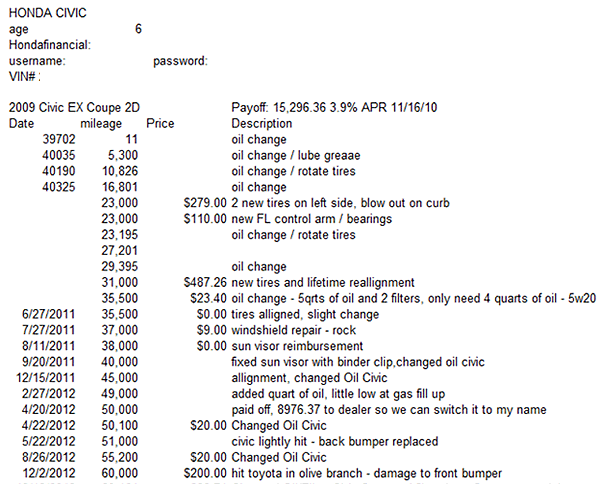 HONDA CIVIC
age 6
Hondafinancial:
username: password:
VIN# :
2009 Civic EX Coupe 2D Payoff: 15,296.36 3.9% APR 11/16/10
Date mileage Price Description
39702 11 oil change
40035 5,300 oil change / lube greaae
40190 10,826 oil change / rotate tires
40325 16,801 oil change
23,000 $279.00 2 new tires on left side, blow out on curb
23,000 $110.00 new FL control arm / bearings
23,195 oil change / rotate tires
27,201
29,395 oil change
31,000 $487.26 new tires and lifetime reallignment
35,500 $23.40 oil change - 5qrts of oil and 2 filters, only need 4 quarts of oil - 5w20
6/27/2011 35,500 $0.00 tires alligned, slight change
7/27/2011 37,000 $9.00 windshield repair - rock
8/11/2011 38,000 $0.00 sun visor reimbursement
9/20/2011 40,000 fixed sun visor with binder clip,changed oil civic
12/15/2011 45,000 allignment, changed Oil Civic
2/27/2012 49,000 added quart of oil, little low at gas fill up
4/20/2012 50,000 paid off, 8976.37 to dealer so we can switch it to my name
4/22/2012 50,100 $20.00 Changed Oil Civic
5/22/2012 51,000 civic lightly hit - back bumper replaced
8/26/2012 55,200 $20.00 Changed Oil Civic
12/2/2012 60,000 $200.00 hit toyota in olive branch - damage to front bumper